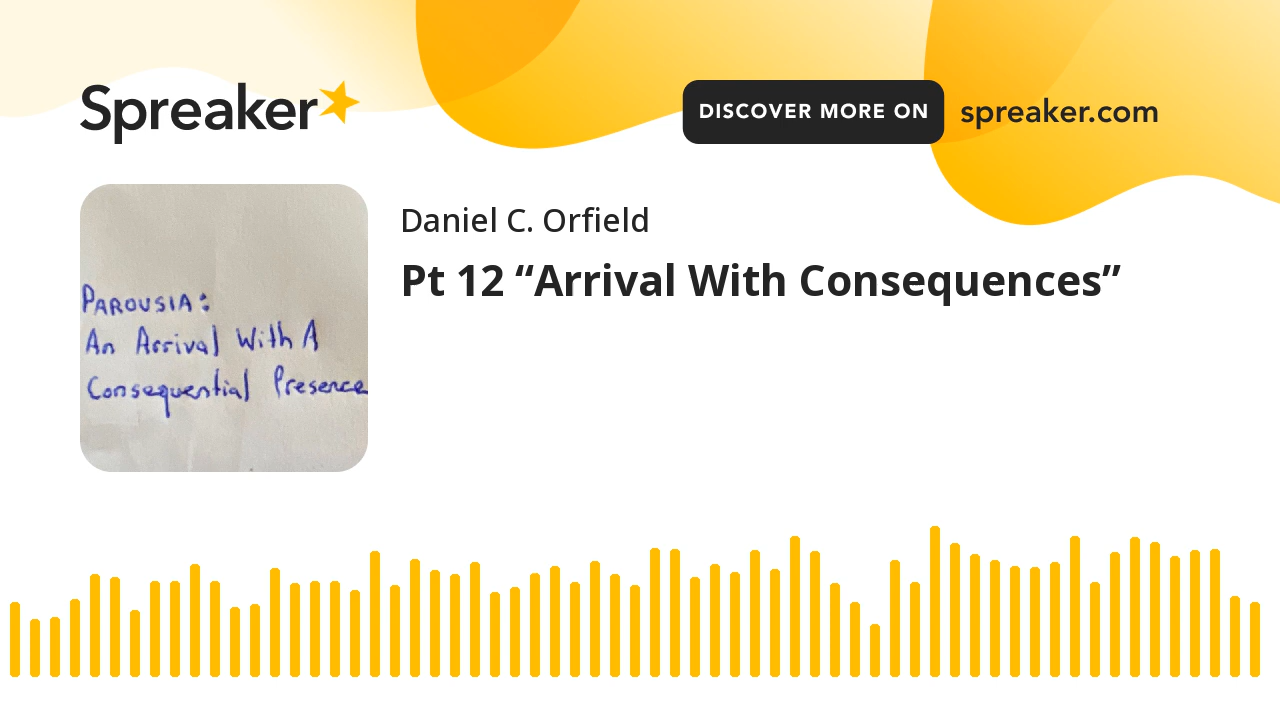 Spreaker
DISCOVER MORE ON
spreaker.com
Daniel C. Orfield
Pt 12 “Arrival With Consequences”
PAROUSIA:
An Arrival With A
Consequential Presence